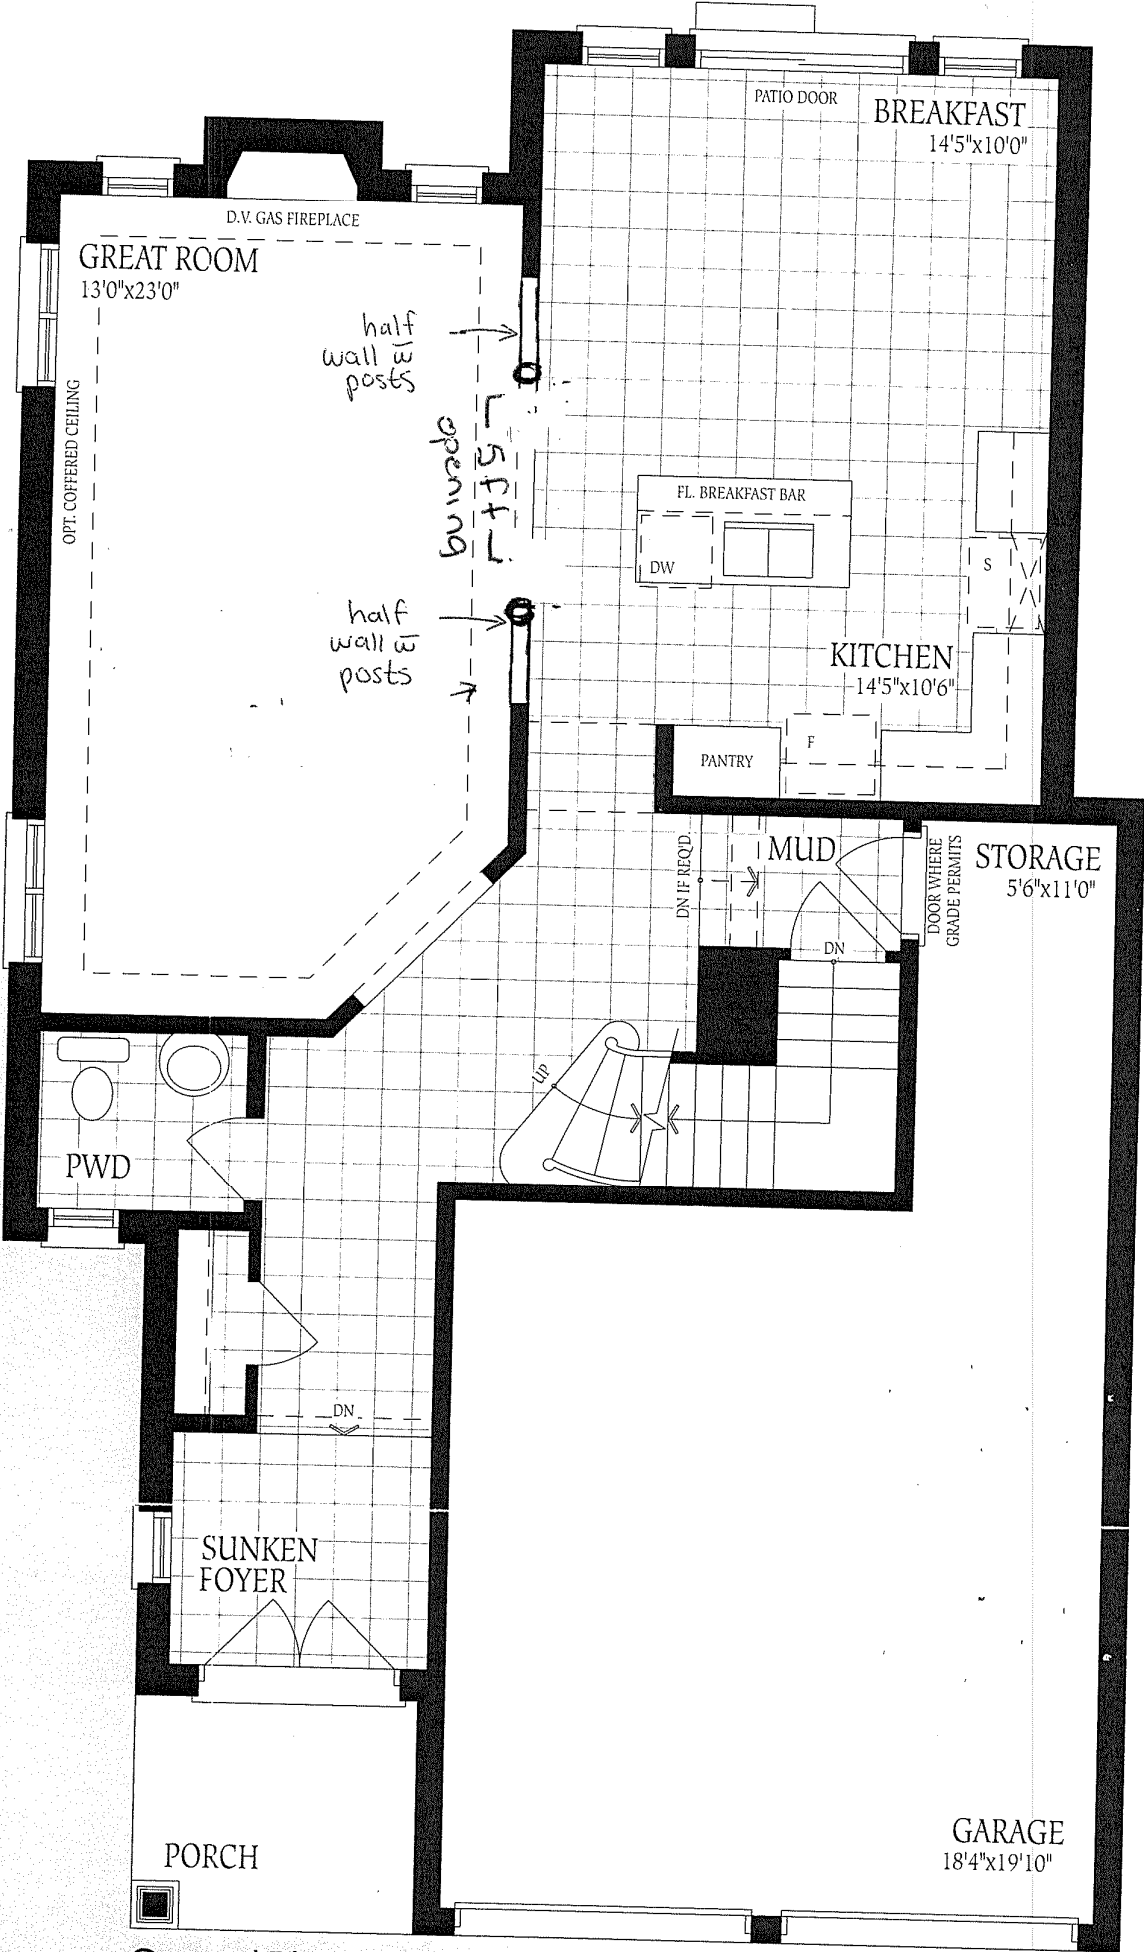 PATIO DOOR
BREAKFAST
14'5"x10'0"
D.V. GAS FIREPLACE
GREAT ROOM
13'0"x23'0"
half
wall w̅
posts
OPT. COFFERED CEILING
5ft
opening
FL. BREAKFAST BAR
DW
S
half
wall w̅
posts
KITCHEN
14'5"x10'6"
PANTRY
F
DN IF REQ'D.
MUD
DOOR WHERE
GRADE PERMITS
STORAGE
5'6"x11'0"
DN
UP
PWD
DN
SUNKEN
FOYER
PORCH
GARAGE
18'4"x19'10"